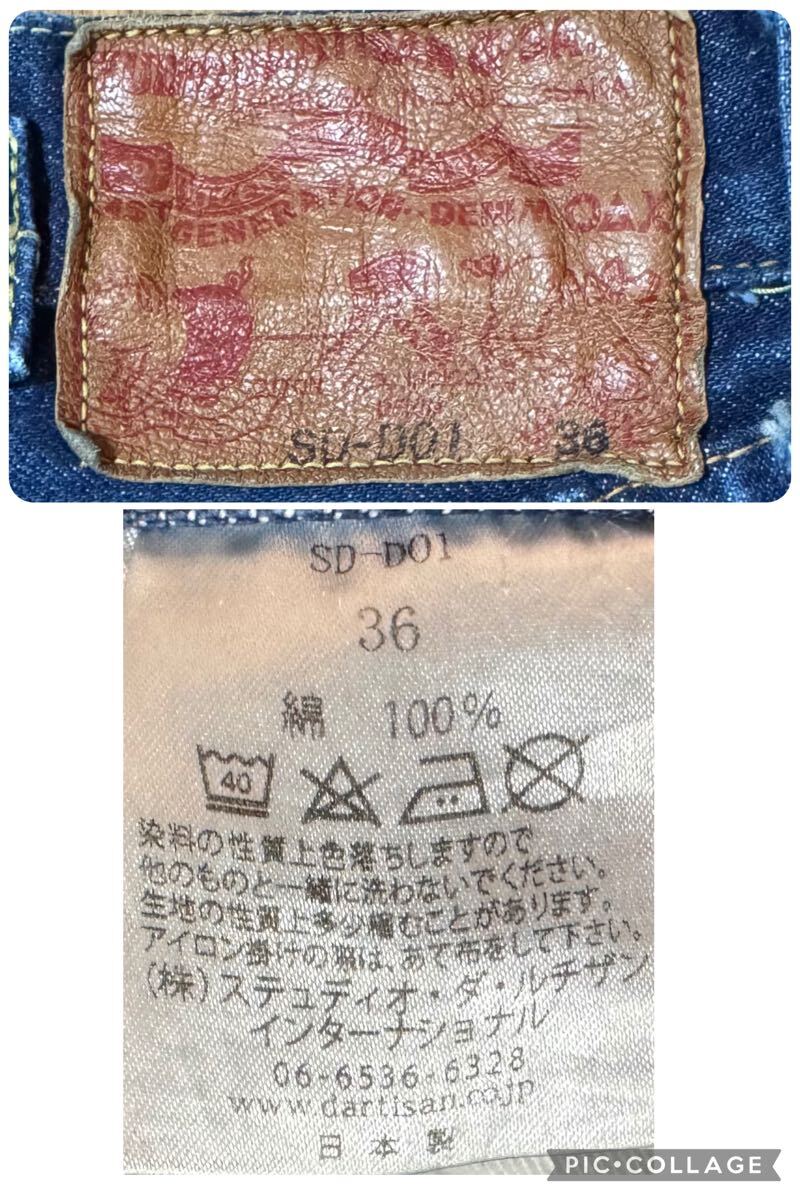 GENERATION・DENIM
SD-D01 36
SD-D01
36
綿 100%
40
染料の性質上色落ちしますので
他のものと一緒に洗わないでください。
生地の性質上多少縮むことがあります。
アイロン掛けの際は、あて布をして下さい。
(株)ステュディオ・ダ・ルチザン
インターナショナル
06-6536-6328
www.dartisan.co.jp
日本製
PIC•COLLAGE